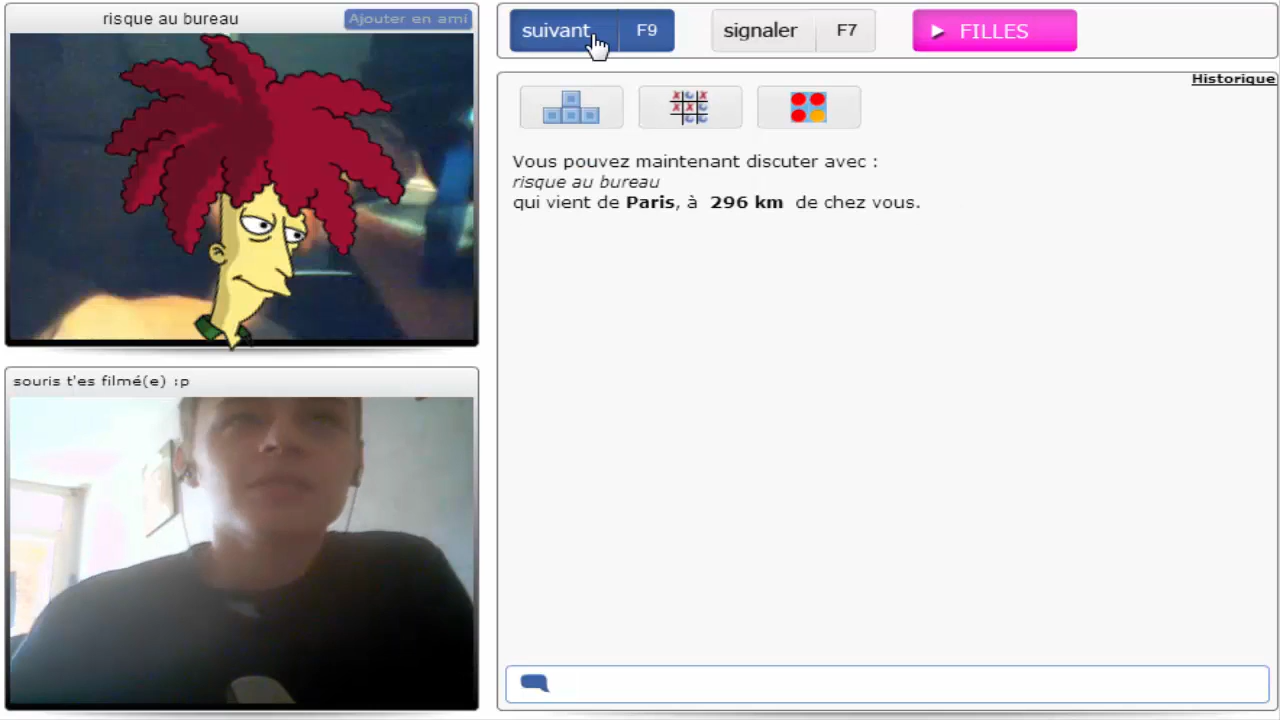 risque au bureau
Ajouter en ami
suivant F9
signaler F7
FILLES
Historique
Vous pouvez maintenant discuter avec :
risque au bureau
qui vient de Paris, à 296 km de chez vous.
souris t'es filmé(e) :p